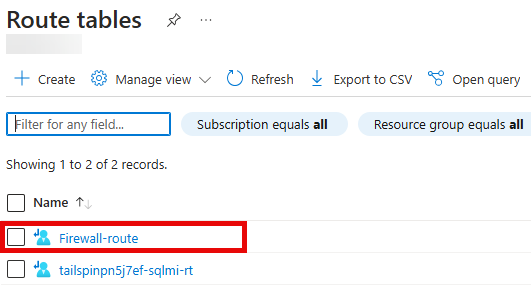 Route tables
Create Manage view Refresh Export to CSV Open query
Filter for any field... Subscription equals all Resource group equals all
Showing 1 to 2 of 2 records.
Name ↑↓
Firewall-route
tailspinpn5j7ef-sqlmi-rt